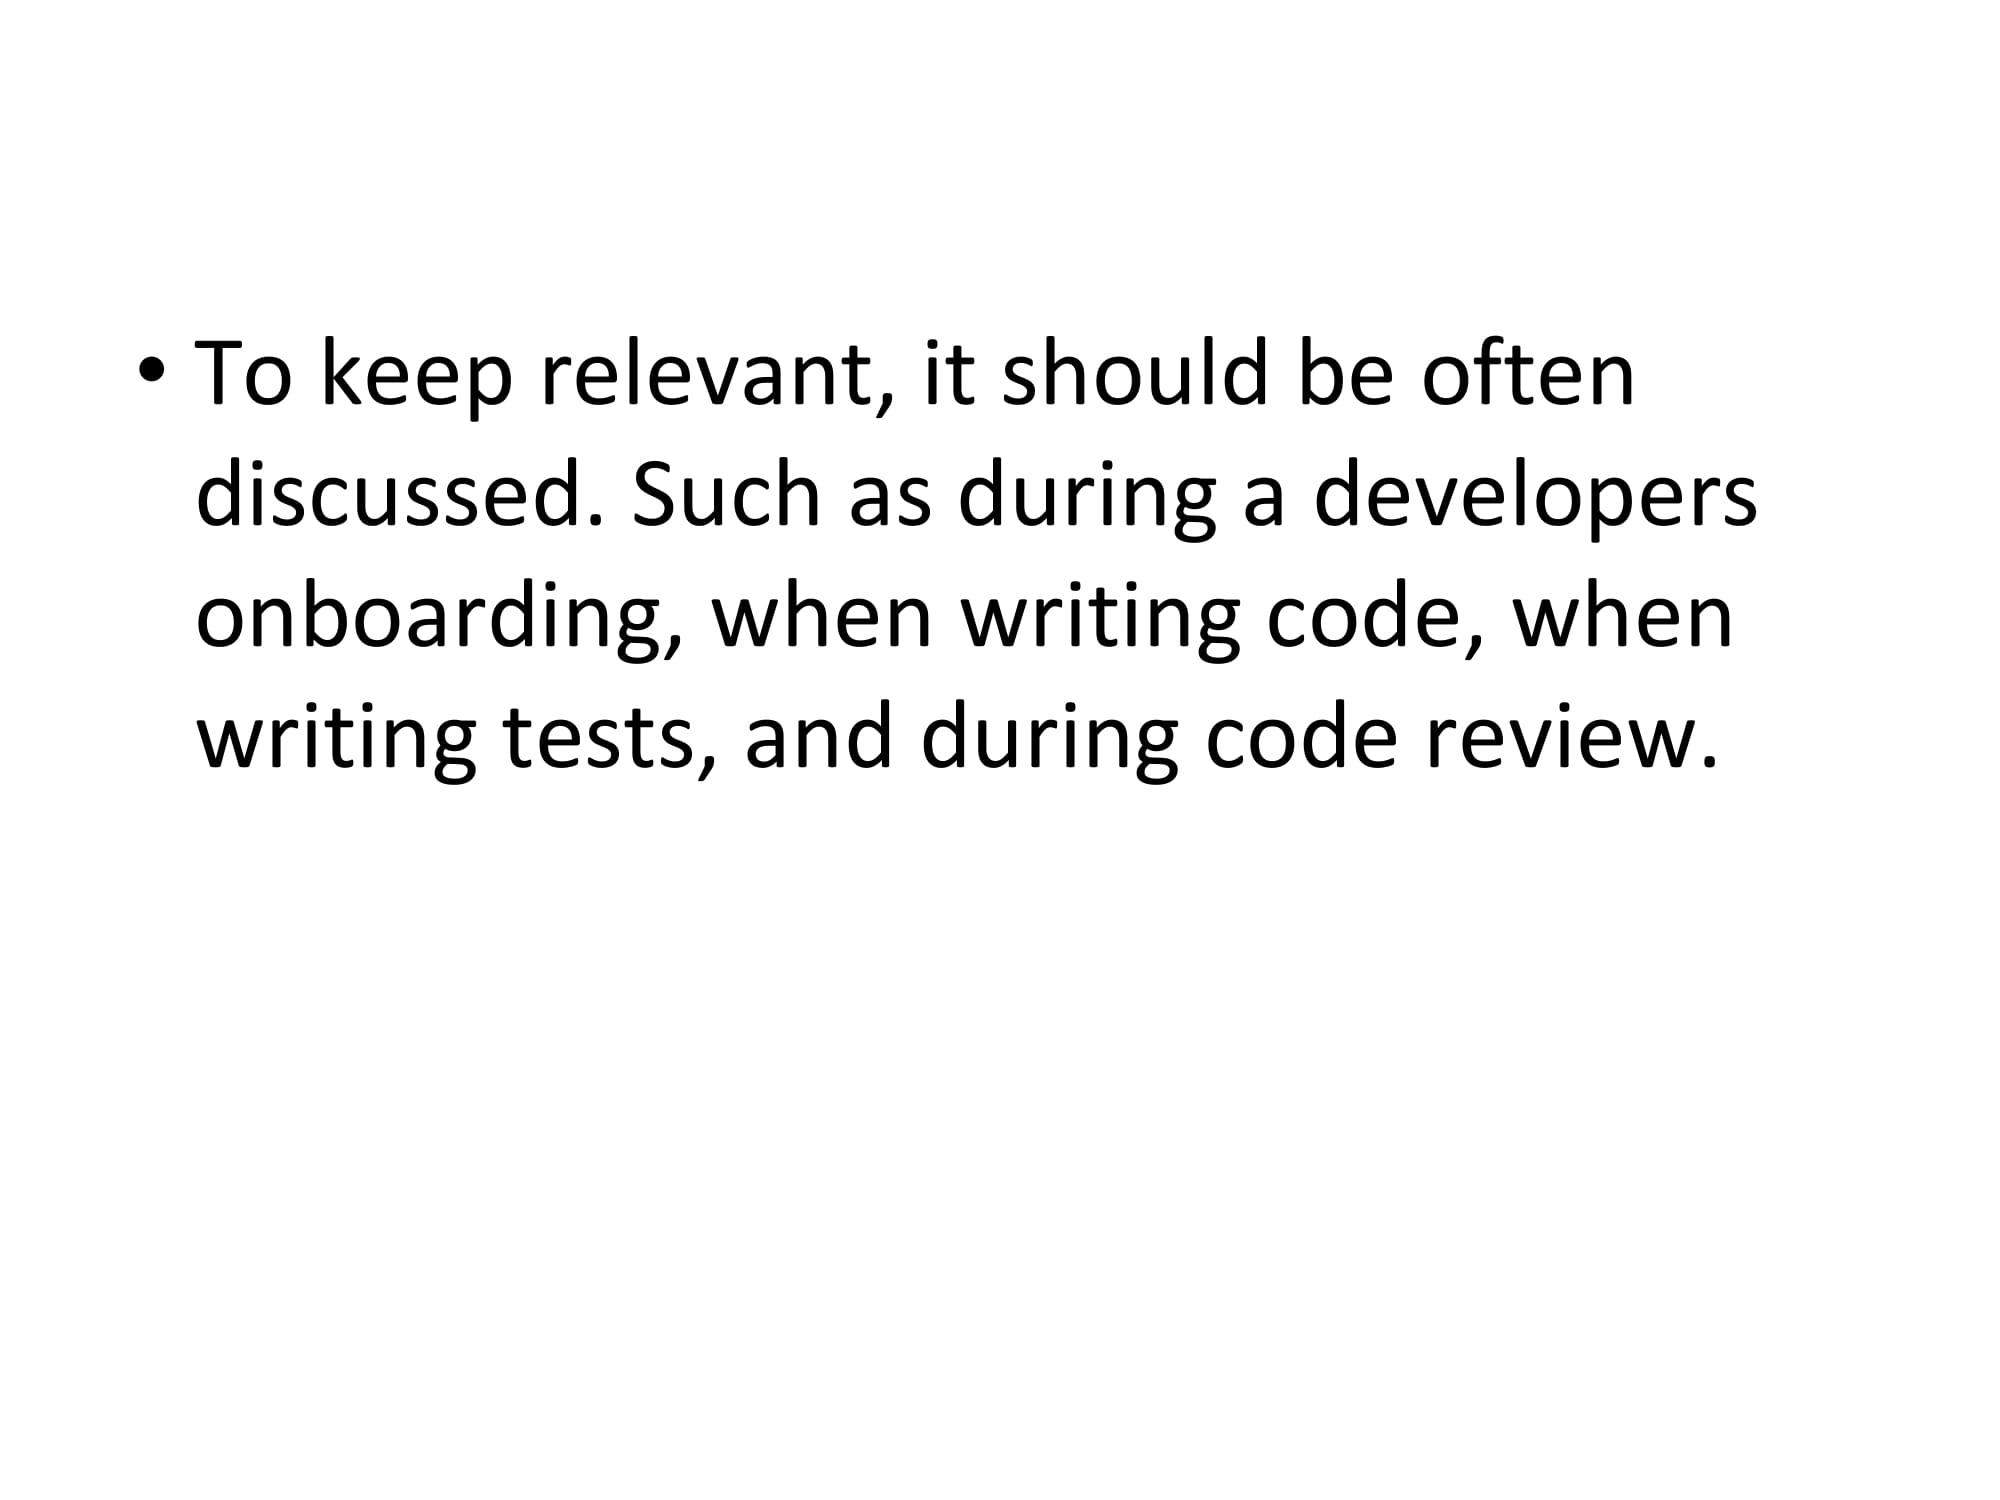 • To keep relevant, it should be often
discussed. Such as during a developers
onboarding, when writing code, when
writing tests, and during code review.